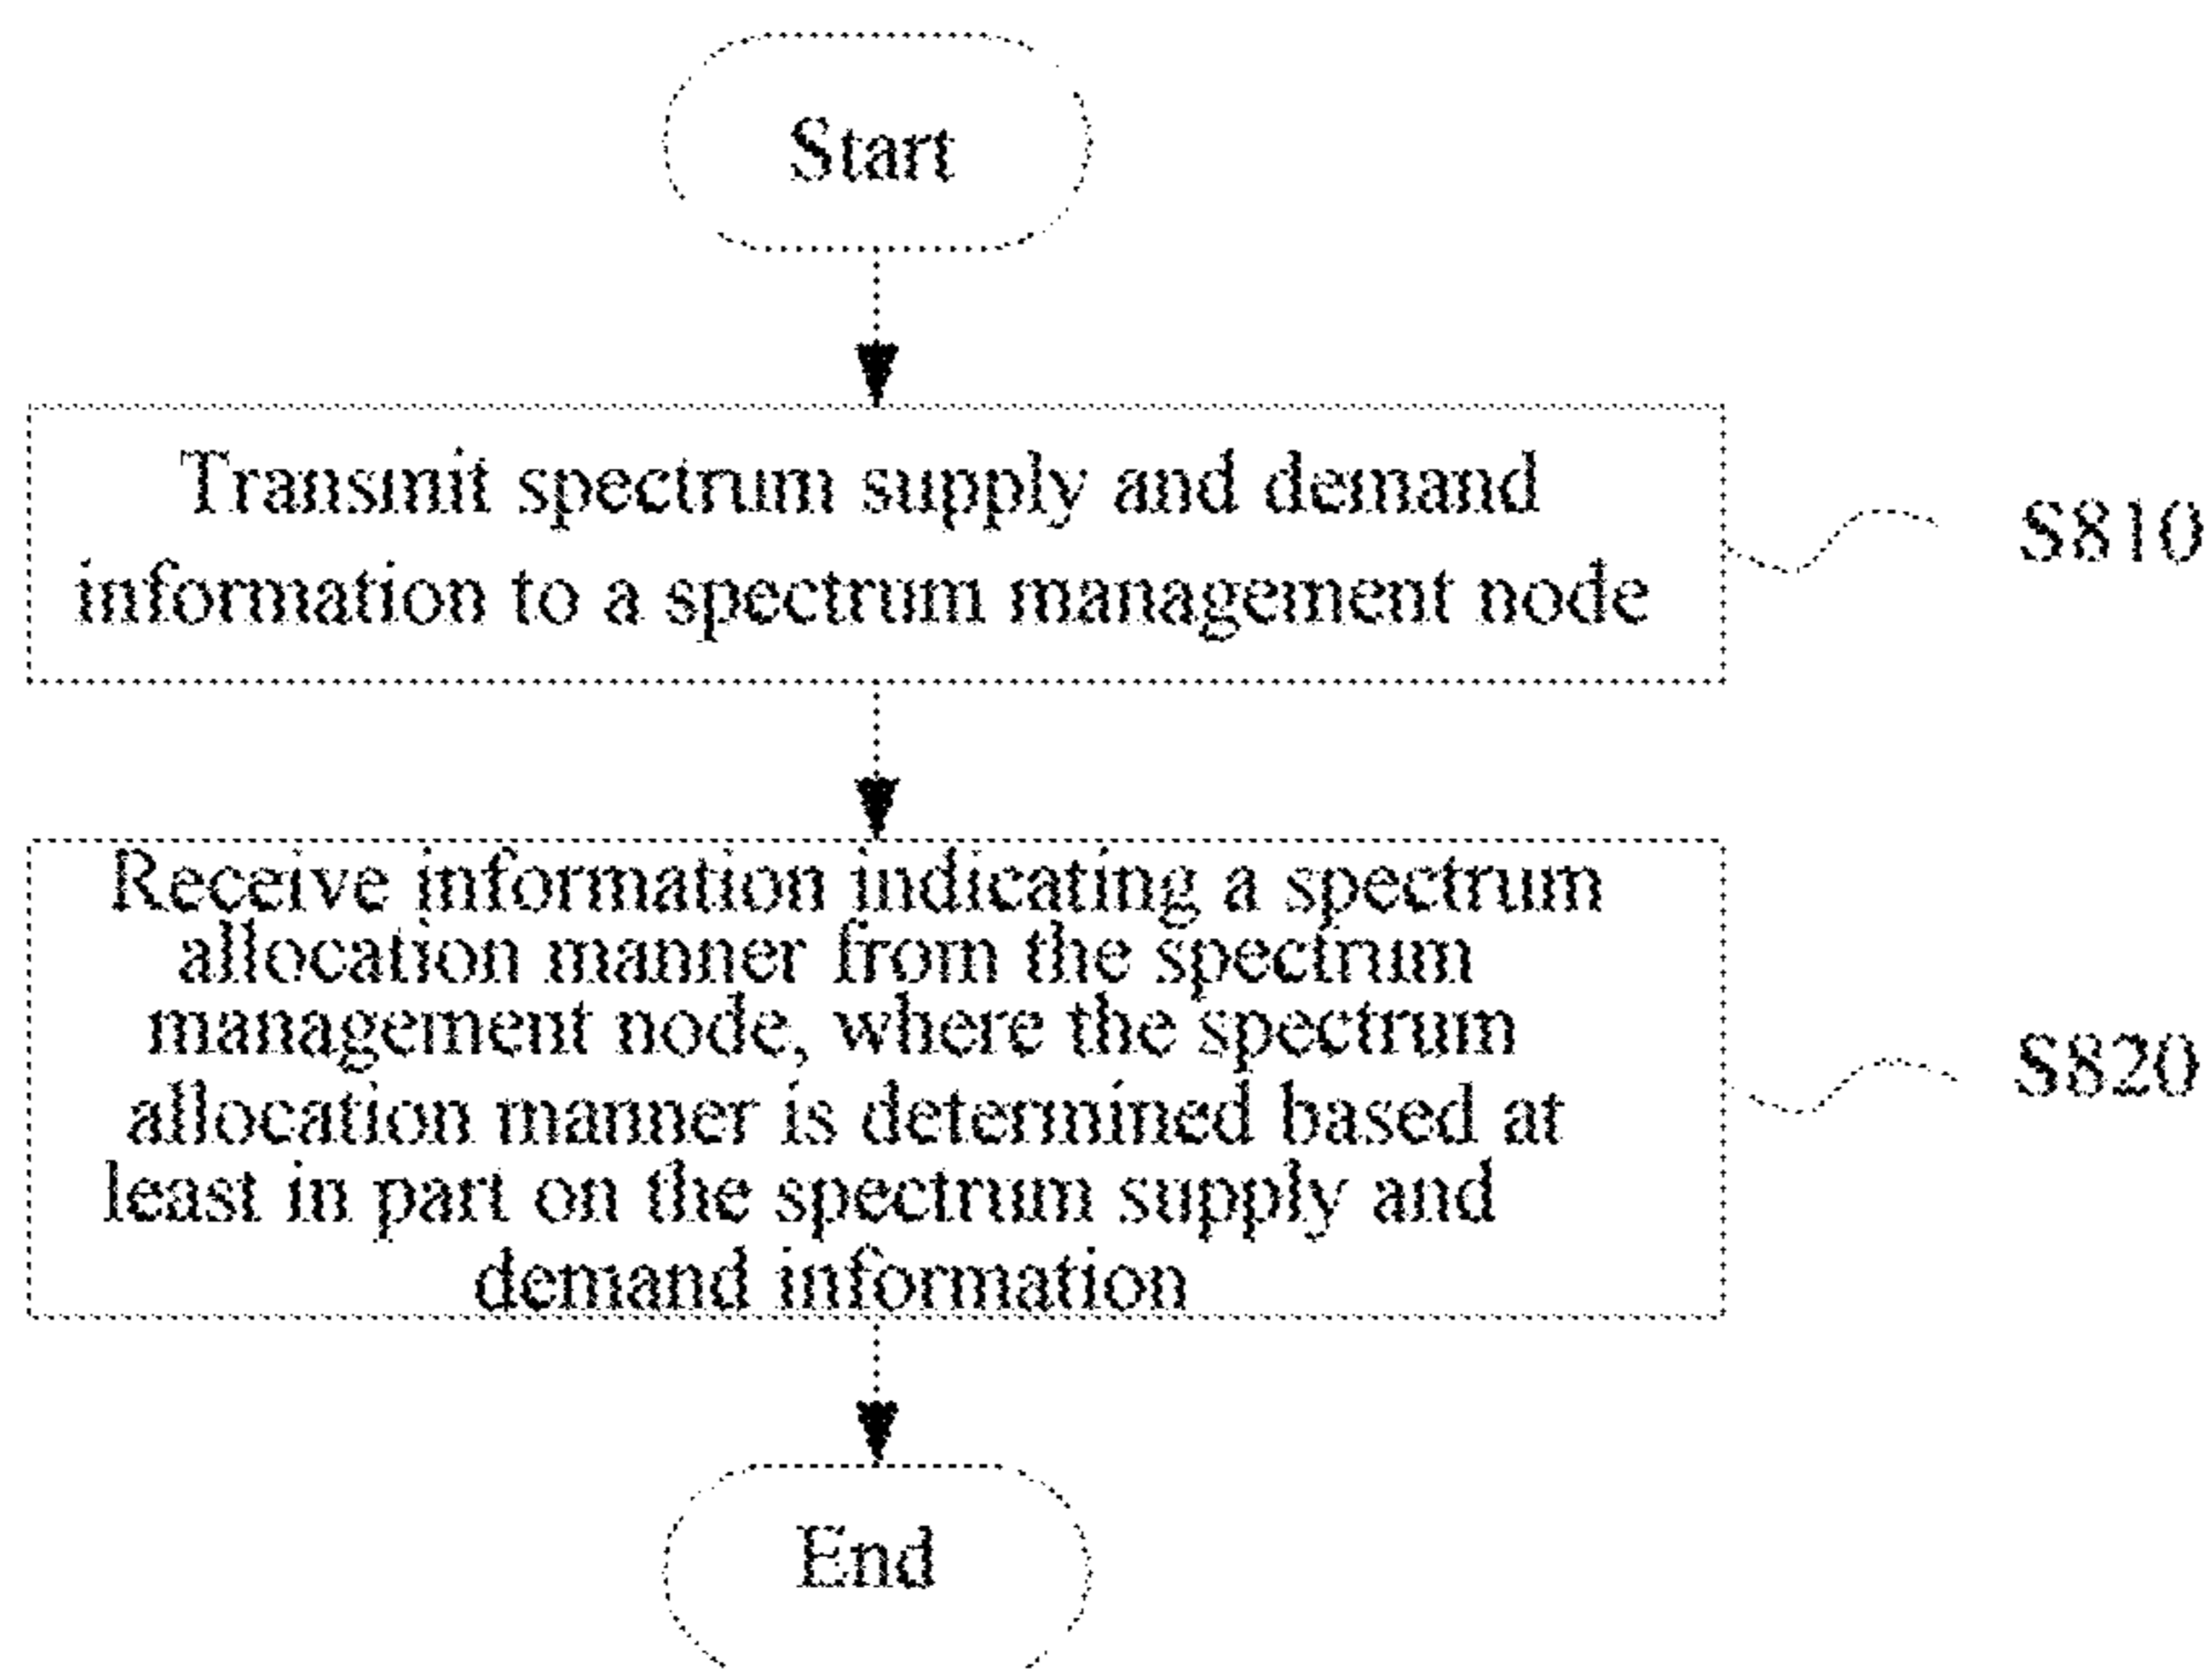 Start
Transmit spectrum supply and demand
information to a spectrum management node
S810
Receive information indicating a spectrum
allocation manner from the spectrum
management node, where the spectrum
allocation manner is determined based at
least in part on the spectrum supply and
demand information
S820
End